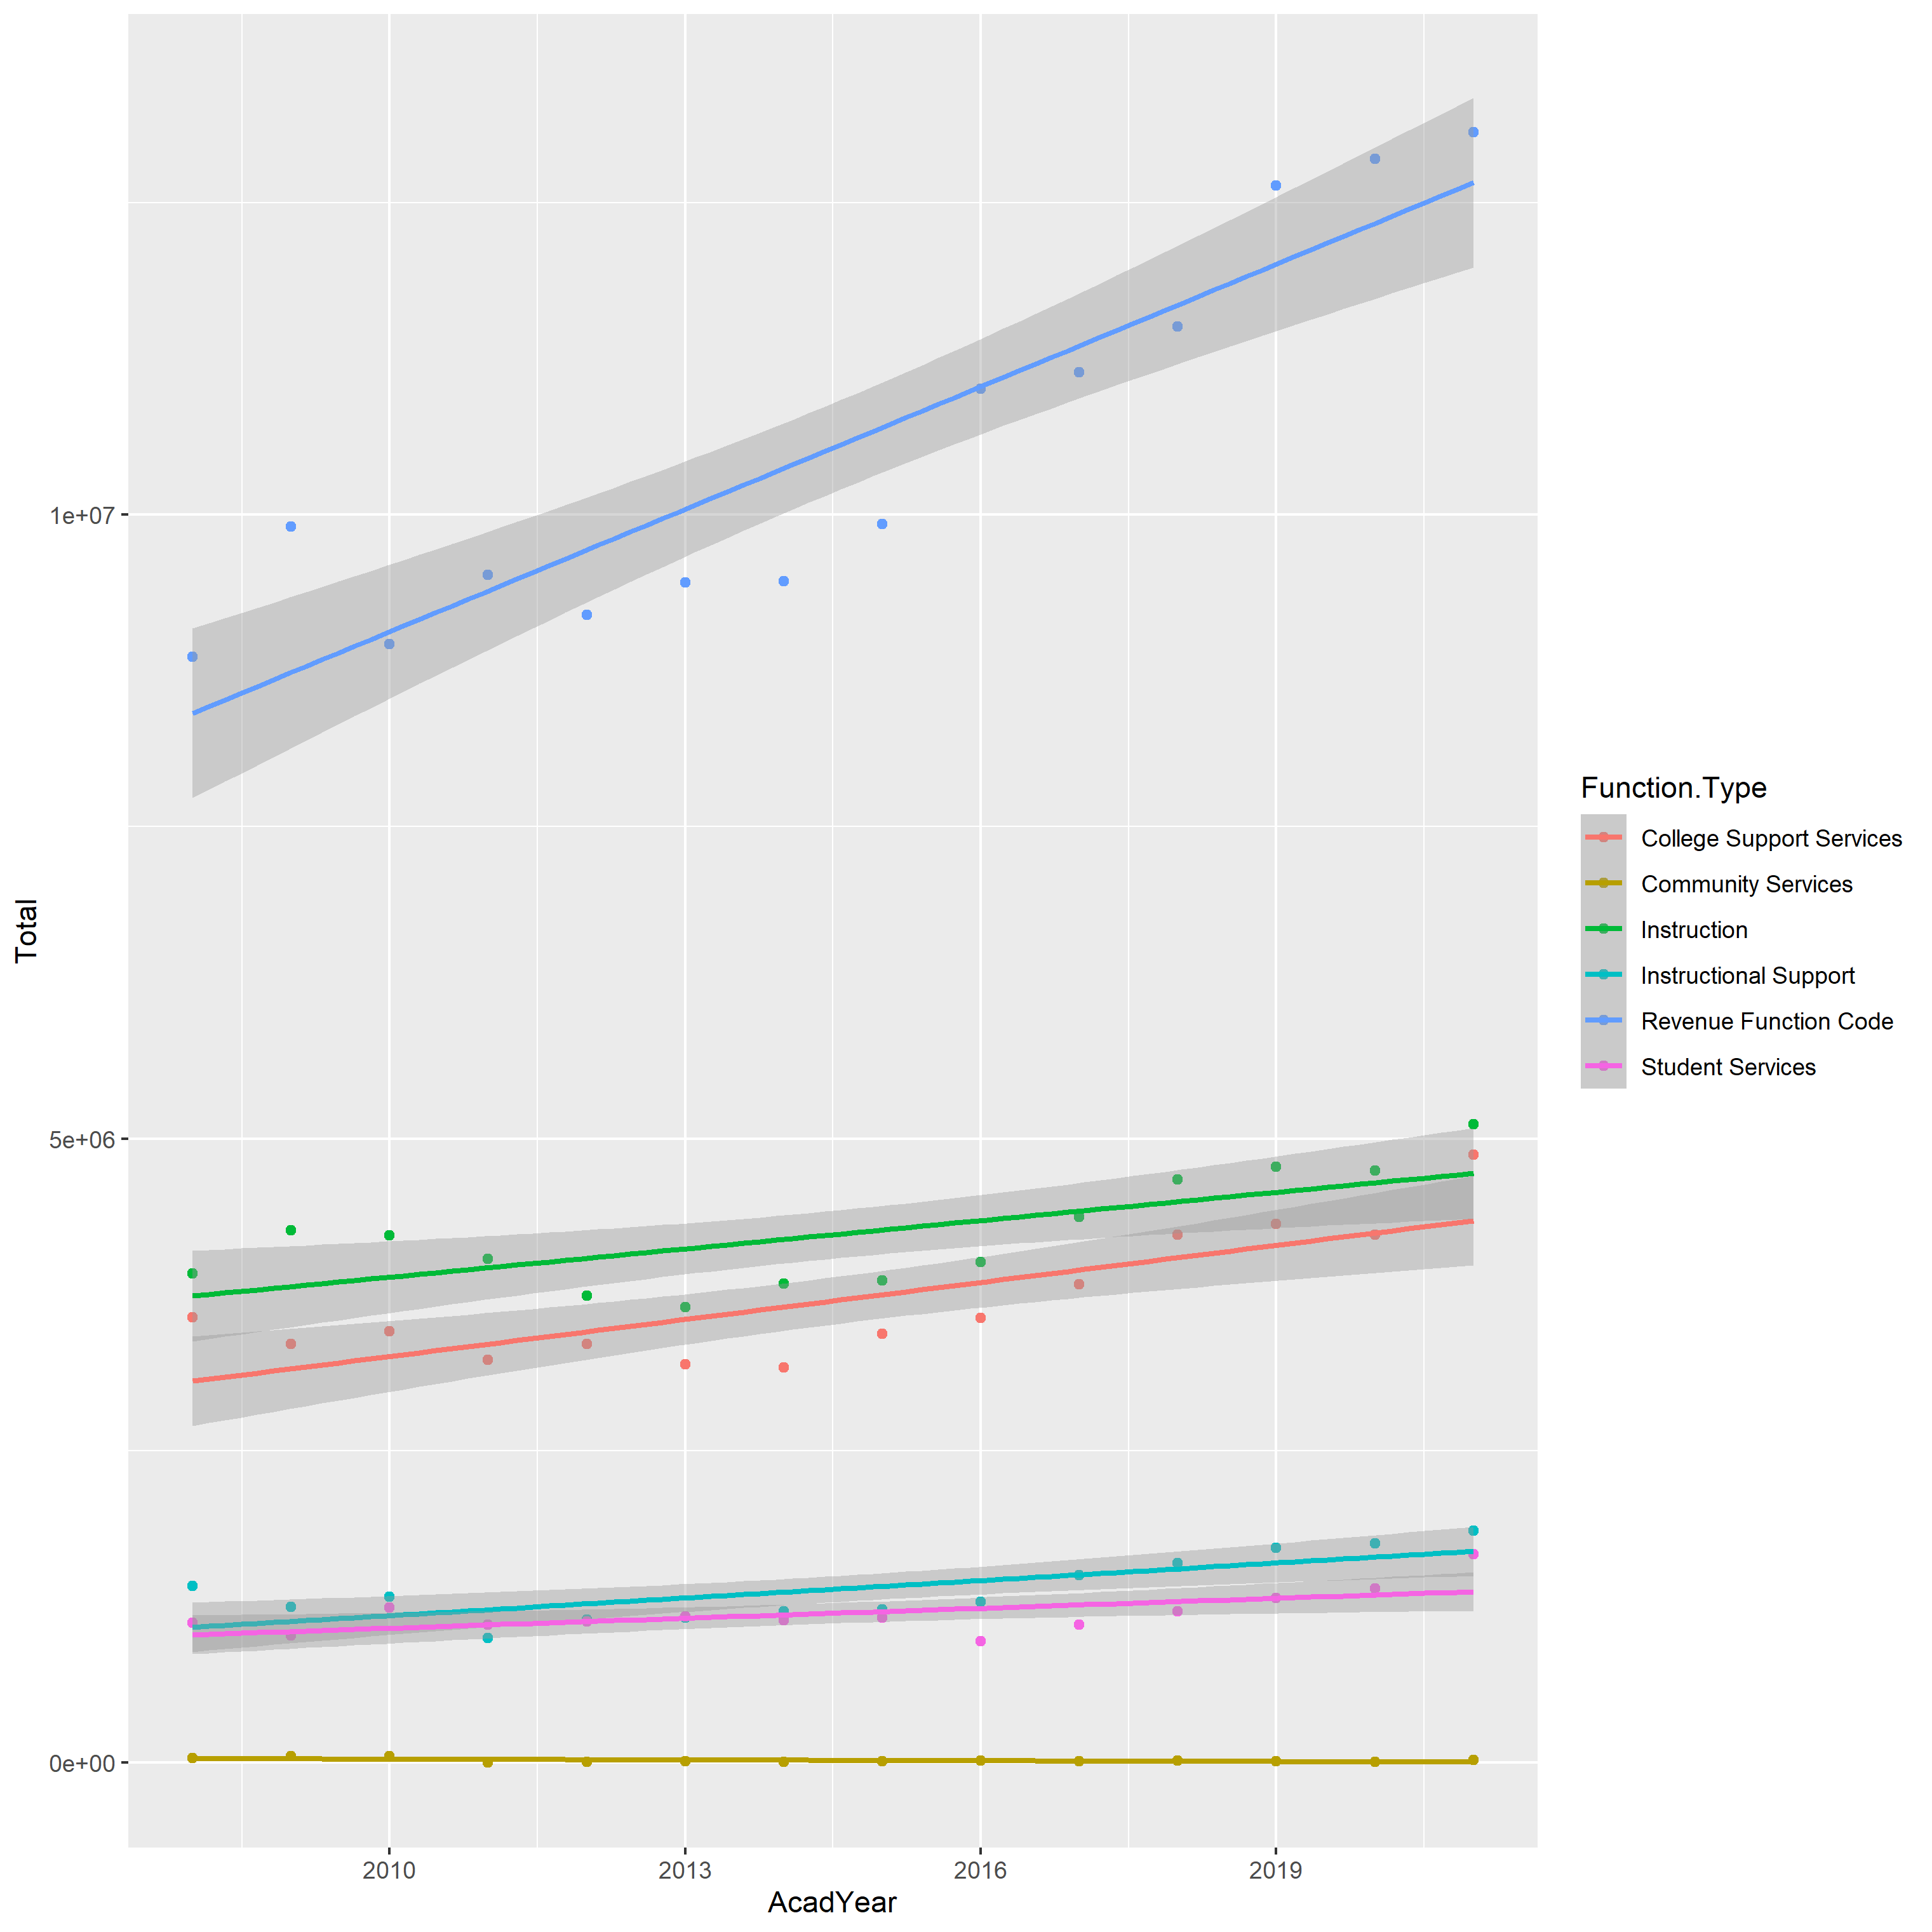 Total
1e+07
5e+06
0e+00
2010
2013
2016
2019
AcadYear
Function.Type
College Support Services
Community Services
Instruction
Instructional Support
Revenue Function Code
Student Services